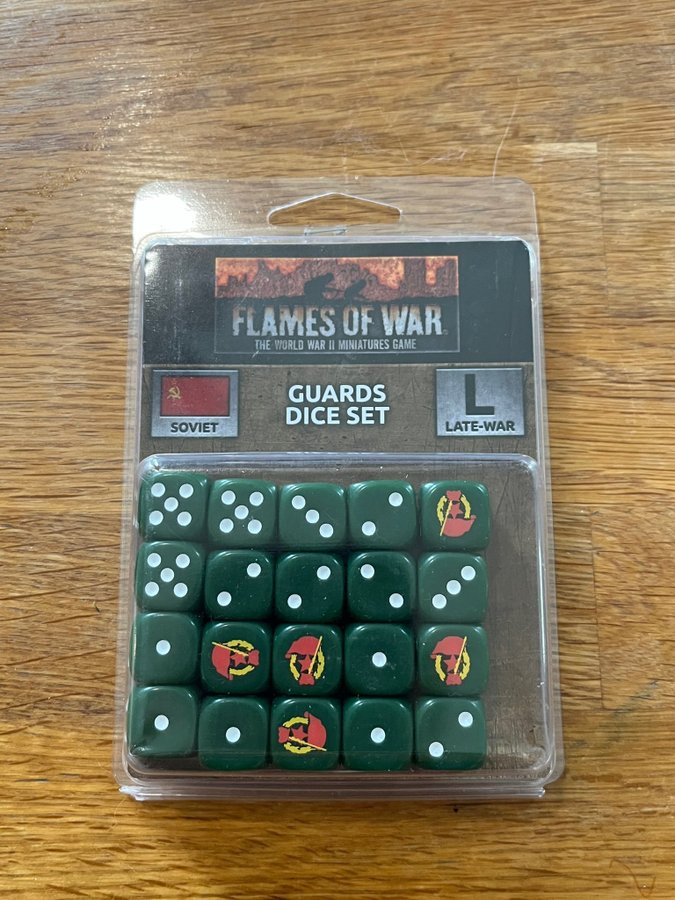 FLAMES OF WAR
THE WORLD WAR II MINIATURES GAME
SOVIET
GUARDS
DICE SET
L
LATE-WAR